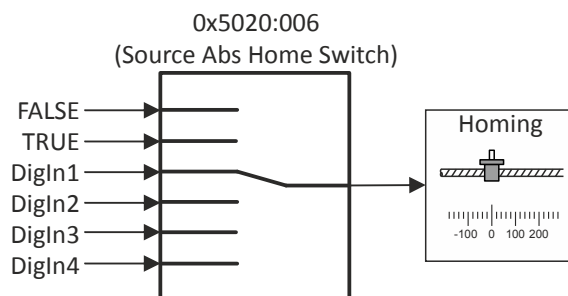 0x5020:006
(Source Abs Home Switch)
FALSE
TRUE
DigIn1
DigIn2
DigIn3
DigIn4
Homing
-100 0 100 200